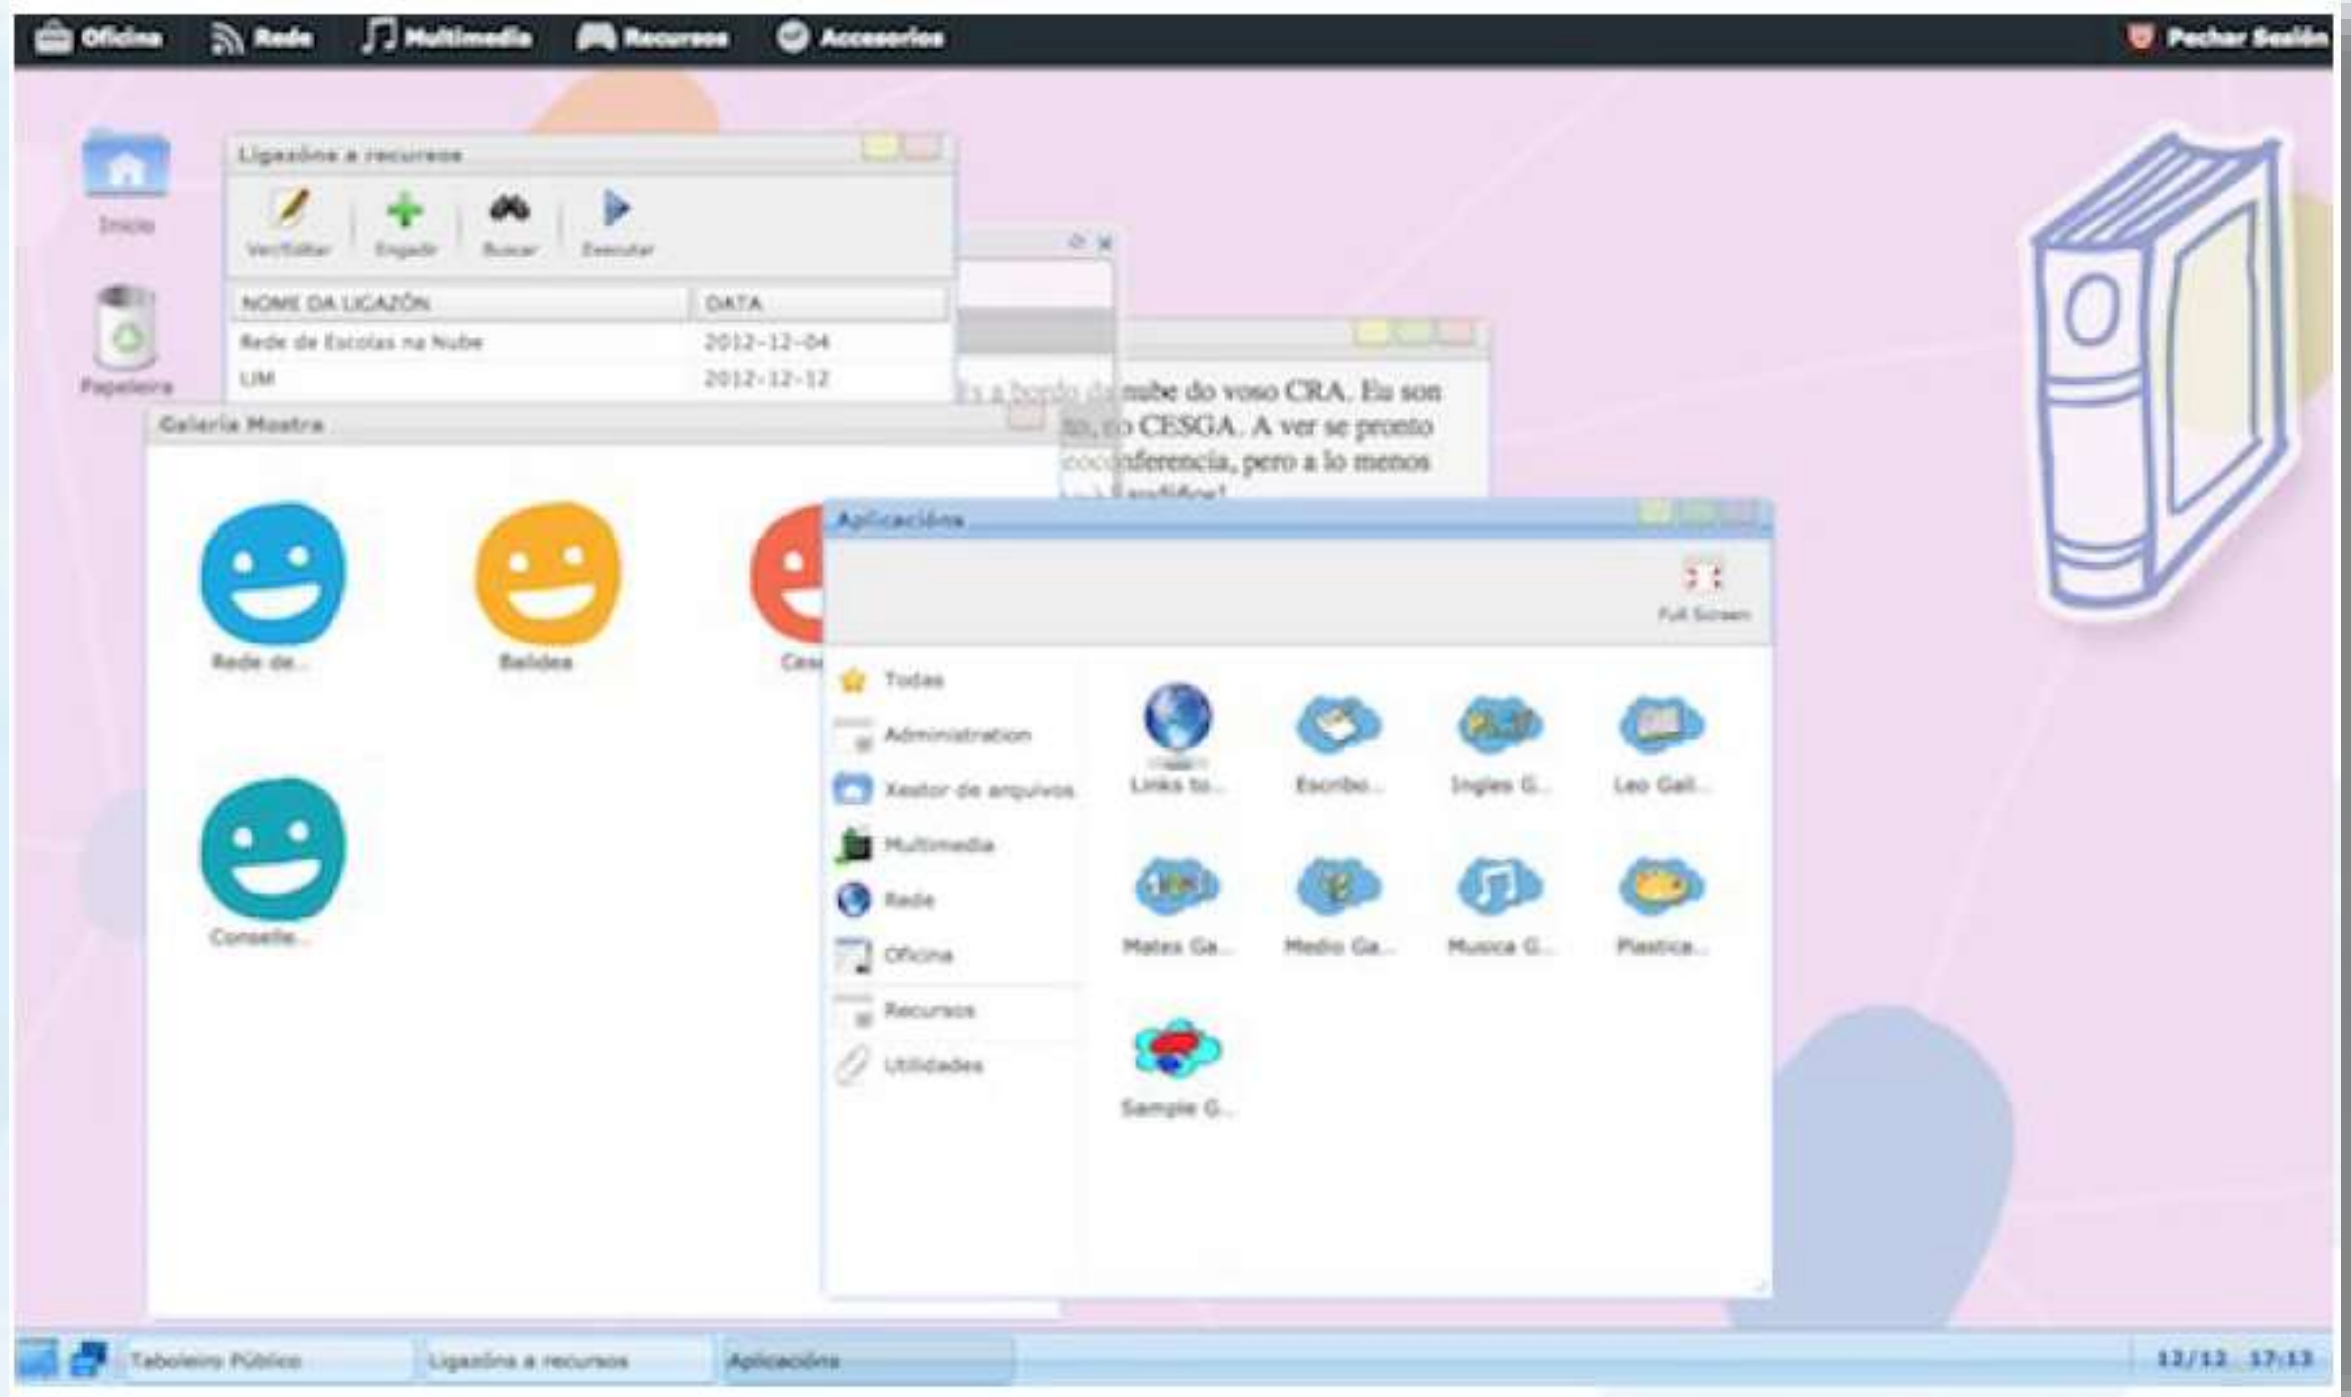 Oficina
Rede
Multimedia
Recursos
Accesorios
Pechar Sesión
Inicio
Papeleira
Ligazóns a recursos
Ver/Editar
Engadir
Buscar
Executar
NOME DA LIGAZÓN DATA
Rede de Escolas na Nube 2012-12-04
LIM 2012-12-12
a bordo da nube do voso CRA. Eu son
CESGA. A ver se pronto
pero a lo menos
Galería Mostra
Rede de...
Balidea
Conselle...
Aplicacións
Full Screen
Todas
Administration
Xestor de arquivos
Multimedia
Rede
Oficina
Recursos
Utilidades
Links to...
Escribo...
Ingles G...
Leo Gall...
Mates Ga...
Medio Ga...
Musica G...
Plastica...
Sample G...
Taboleiro Público
Ligazóns a recursos
Aplicacións
12/12 17:13